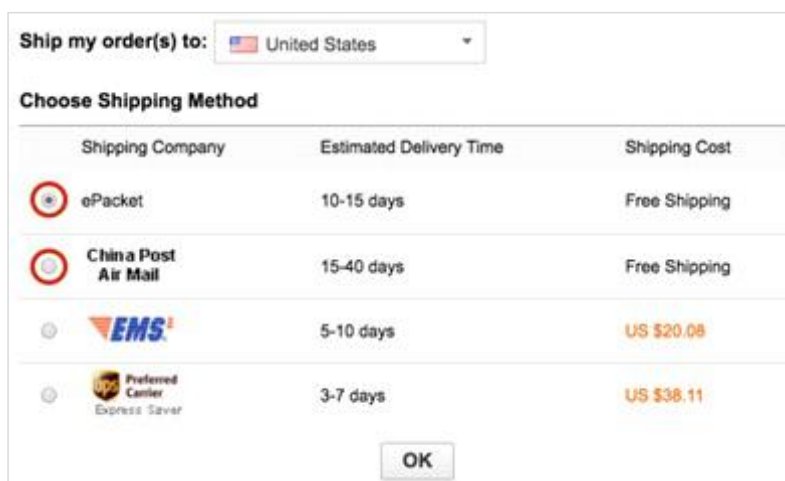 Ship my order(s) to: United States
Choose Shipping Method
Shipping Company Estimated Delivery Time Shipping Cost
ePacket 10-15 days Free Shipping
China Post
Air Mail 15-40 days Free Shipping
EMS 5-10 days US $20.08
ups Preferred
Carrier
Express Saver 3-7 days US $38.11
OK